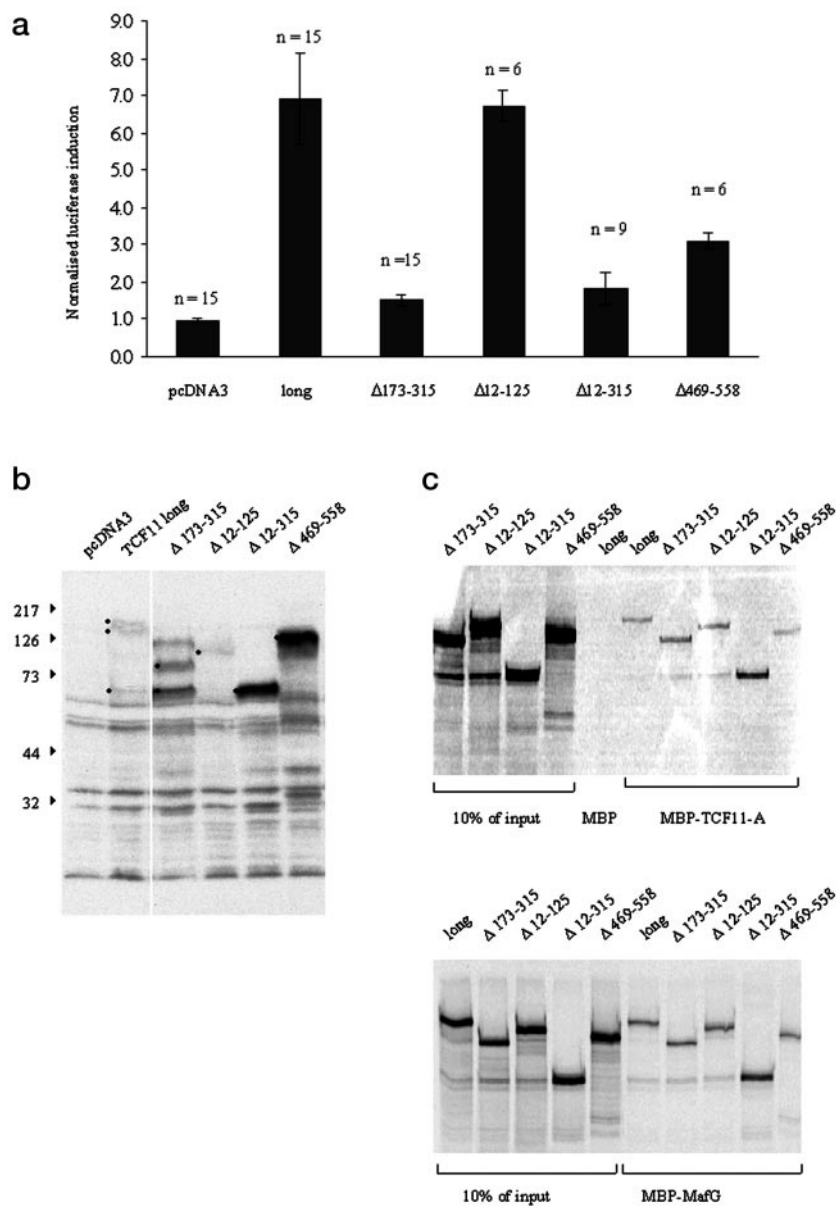 a
Normalised luciferase induction
9.0
8.0
7.0
6.0
5.0
4.0
3.0
2.0
1.0
0.0
n = 15
n = 15
n =15
n = 6
n = 9
n = 6
pcDNA3 long Δ173-315 Δ12-125 Δ12-315 Δ469-558
b
pcDNA3 TCF11 long Δ 173-315 Δ 12-125 Δ 12-315 Δ 469-558
217
126
73
44
32
c
Δ 173-315 Δ 12-125 Δ 12-315 Δ 469-558 long long Δ 173-315 Δ 12-125 Δ 12-315 Δ 469-558
10% of input MBP MBP-TCF11-A
long Δ 173-315 Δ 12-125 Δ 12-315 Δ 469-558 long Δ 173-315 Δ 12-125 Δ 12-315 Δ 469-558
10% of input MBP-MafG